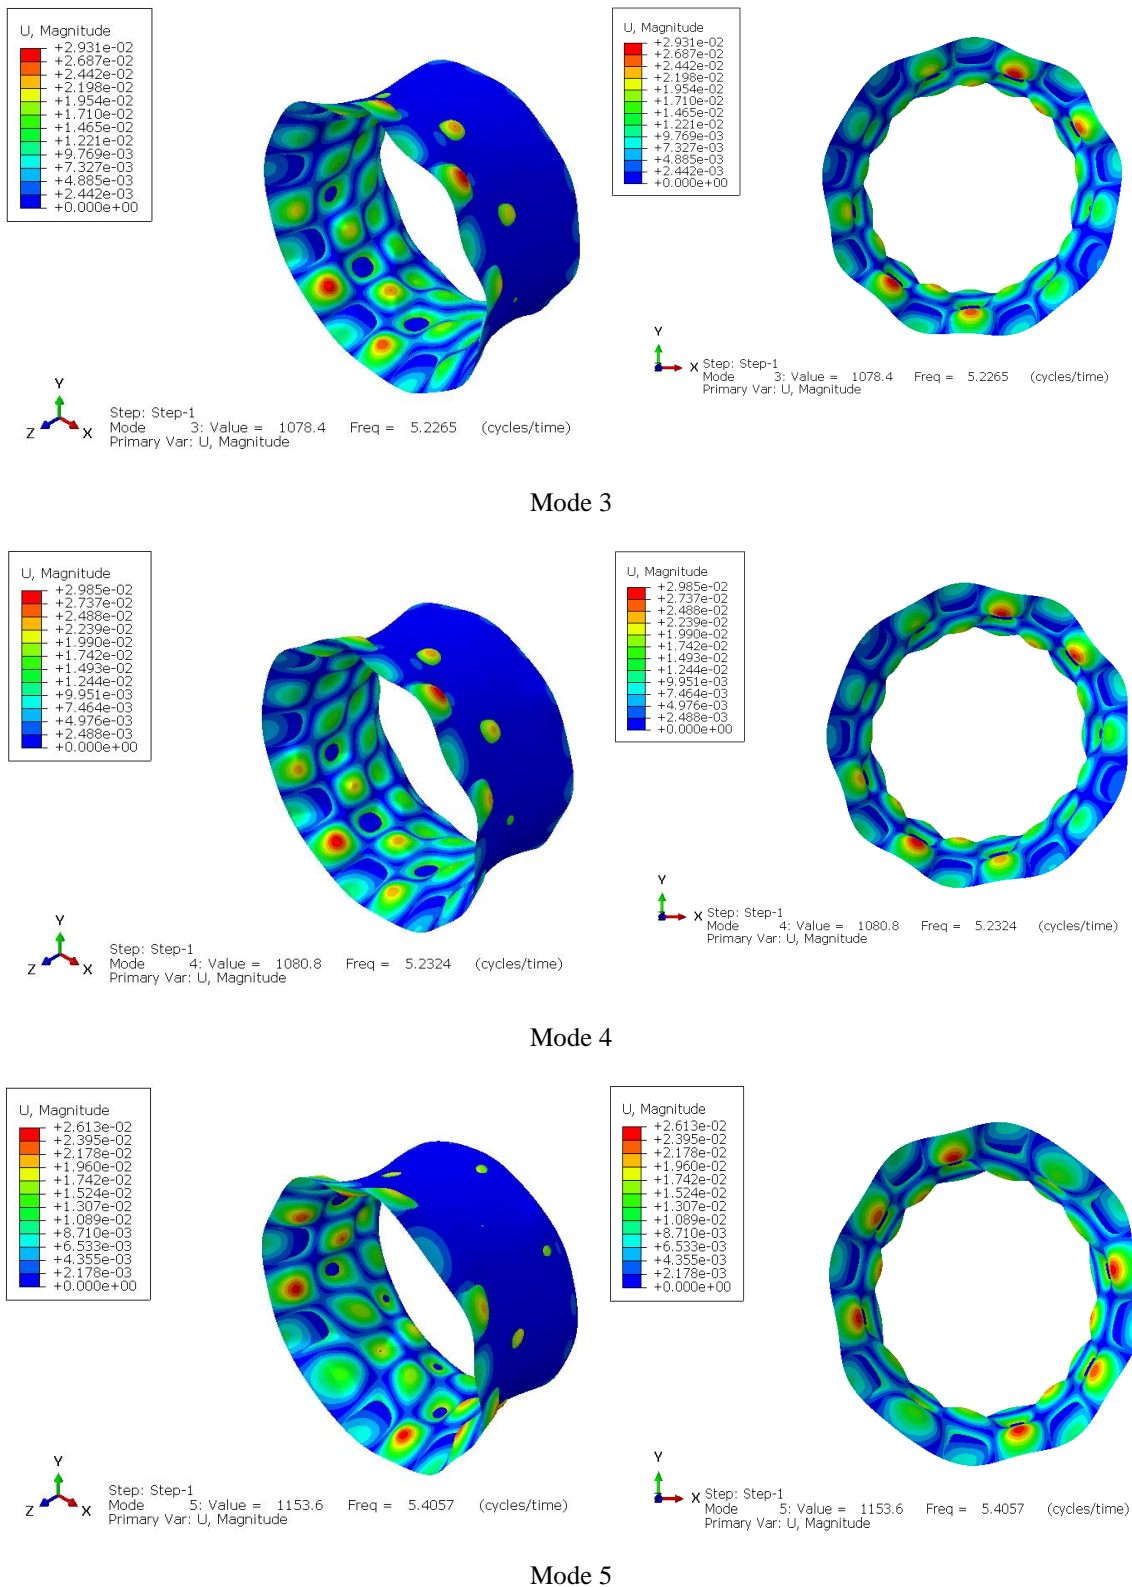 U, Magnitude
+2.931e-02
+2.687e-02
+2.442e-02
+2.198e-02
+1.954e-02
+1.710e-02
+1.465e-02
+1.221e-02
+9.769e-03
+7.327e-03
+4.885e-03
+2.442e-03
+0.000e+00
Y
Z X
Step: Step-1
Mode 3: Value = 1078.4 Freq = 5.2265 (cycles/time)
Primary Var: U, Magnitude
U, Magnitude
+2.931e-02
+2.687e-02
+2.442e-02
+2.198e-02
+1.954e-02
+1.710e-02
+1.465e-02
+1.221e-02
+9.769e-03
+7.327e-03
+4.885e-03
+2.442e-03
+0.000e+00
Y
X
Step: Step-1
Mode 3: Value = 1078.4 Freq = 5.2265 (cycles/time)
Primary Var: U, Magnitude
Mode 3
U, Magnitude
+2.985e-02
+2.737e-02
+2.488e-02
+2.239e-02
+1.990e-02
+1.742e-02
+1.493e-02
+1.244e-02
+9.951e-03
+7.464e-03
+4.976e-03
+2.488e-03
+0.000e+00
Y
Z X
Step: Step-1
Mode 4: Value = 1080.8 Freq = 5.2324 (cycles/time)
Primary Var: U, Magnitude
U, Magnitude
+2.985e-02
+2.737e-02
+2.488e-02
+2.239e-02
+1.990e-02
+1.742e-02
+1.493e-02
+1.244e-02
+9.951e-03
+7.464e-03
+4.976e-03
+2.488e-03
+0.000e+00
Y
X
Step: Step-1
Mode 4: Value = 1080.8 Freq = 5.2324 (cycles/time)
Primary Var: U, Magnitude
Mode 4
U, Magnitude
+2.613e-02
+2.395e-02
+2.178e-02
+1.960e-02
+1.742e-02
+1.524e-02
+1.307e-02
+1.089e-02
+8.710e-03
+6.533e-03
+4.355e-03
+2.178e-03
+0.000e+00
Y
Z X
Step: Step-1
Mode 5: Value = 1153.6 Freq = 5.4057 (cycles/time)
Primary Var: U, Magnitude
U, Magnitude
+2.613e-02
+2.395e-02
+2.178e-02
+1.960e-02
+1.742e-02
+1.524e-02
+1.307e-02
+1.089e-02
+8.710e-03
+6.533e-03
+4.355e-03
+2.178e-03
+0.000e+00
Y
X
Step: Step-1
Mode 5: Value = 1153.6 Freq = 5.4057 (cycles/time)
Primary Var: U, Magnitude
Mode 5